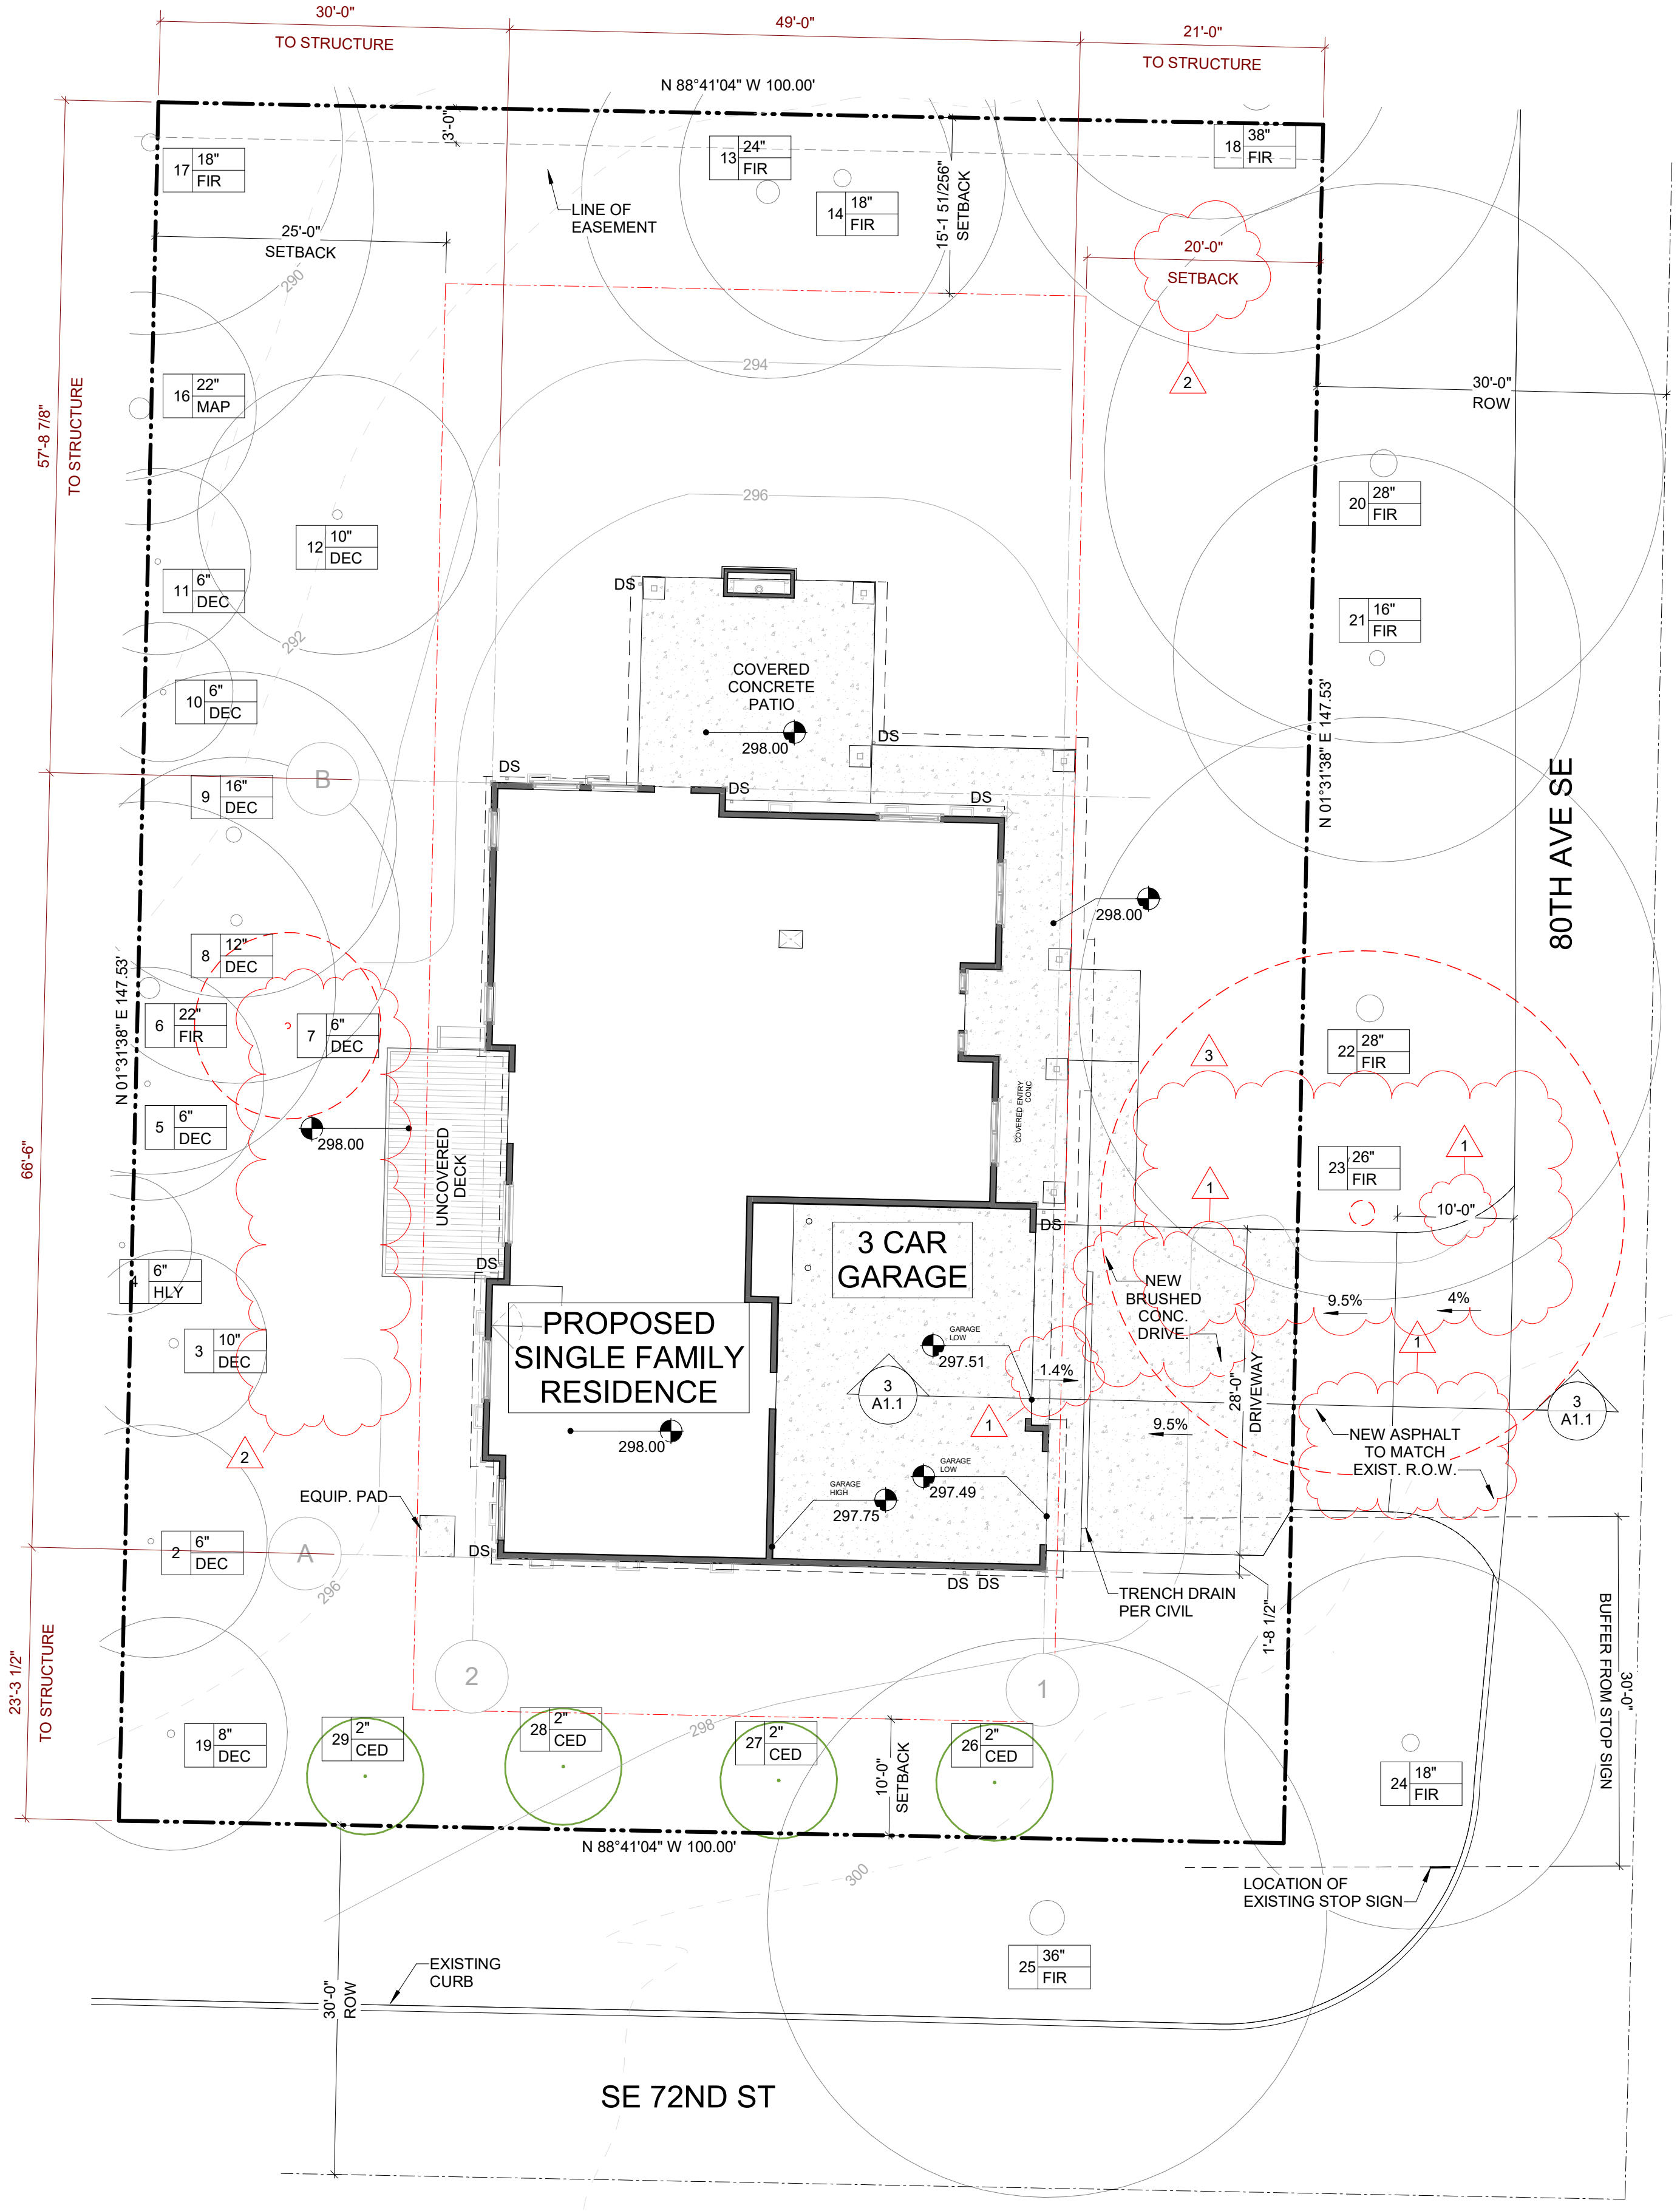 30'-0"
TO STRUCTURE
49'-0"
21'-0"
TO STRUCTURE
N 88°41'04" W 100.00'
3'-0"
17
18"
FIR
13
24"
FIR
14
18"
FIR
18
38"
FIR
LINE OF
EASEMENT
15'-1 51/256"
SETBACK
25'-0"
SETBACK
20'-0"
SETBACK
290
294
2
57'-8 7/8"
TO STRUCTURE
16
22"
MAP
30'-0"
ROW
296
20
28"
FIR
12
10"
DEC
11
6"
DEC
DS
292
21
16"
FIR
COVERED
CONCRETE
PATIO
298.00
10
6"
DEC
N 01°31'38" E 147.53'
DS
DS
B
9
16"
DEC
DS
DS
80TH AVE SE
298.00
8
12"
DEC
N 01°31'38" E 147.53'
6
22"
FIR
7
6"
DEC
22
28"
FIR
3
5
6"
DEC
298.00
UNCOVERED
DECK
COVERED ENTRY
CONC
66'-6"
23
26"
FIR
1
1
10'-0"
DS
3 CAR
GARAGE
DS
4
6"
HLY
NEW
BRUSHED
CONC.
DRIVE.
9.5%
4%
1
PROPOSED
SINGLE FAMILY
RESIDENCE
GARAGE
LOW
297.51
3
10"
DEC
1.4%
3
A1.1
28'-0"
DRIVEWAY
3
A1.1
1
9.5%
298.00
NEW ASPHALT
TO MATCH
EXIST. R.O.W.
2
GARAGE
LOW
297.49
GARAGE
HIGH
297.75
EQUIP. PAD
2
6"
DEC
A
DS
DS DS
296
TRENCH DRAIN
PER CIVIL
1'-8 1/2"
BUFFER FROM STOP SIGN
30'-0"
23'-3 1/2"
TO STRUCTURE
2
1
19
8"
DEC
29
2"
CED
28
2"
CED
298
27
2"
CED
26
2"
CED
10'-0"
SETBACK
24
18"
FIR
N 88°41'04" W 100.00'
300
LOCATION OF
EXISTING STOP SIGN
25
36"
FIR
EXISTING
CURB
30'-0"
ROW
SE 72ND ST